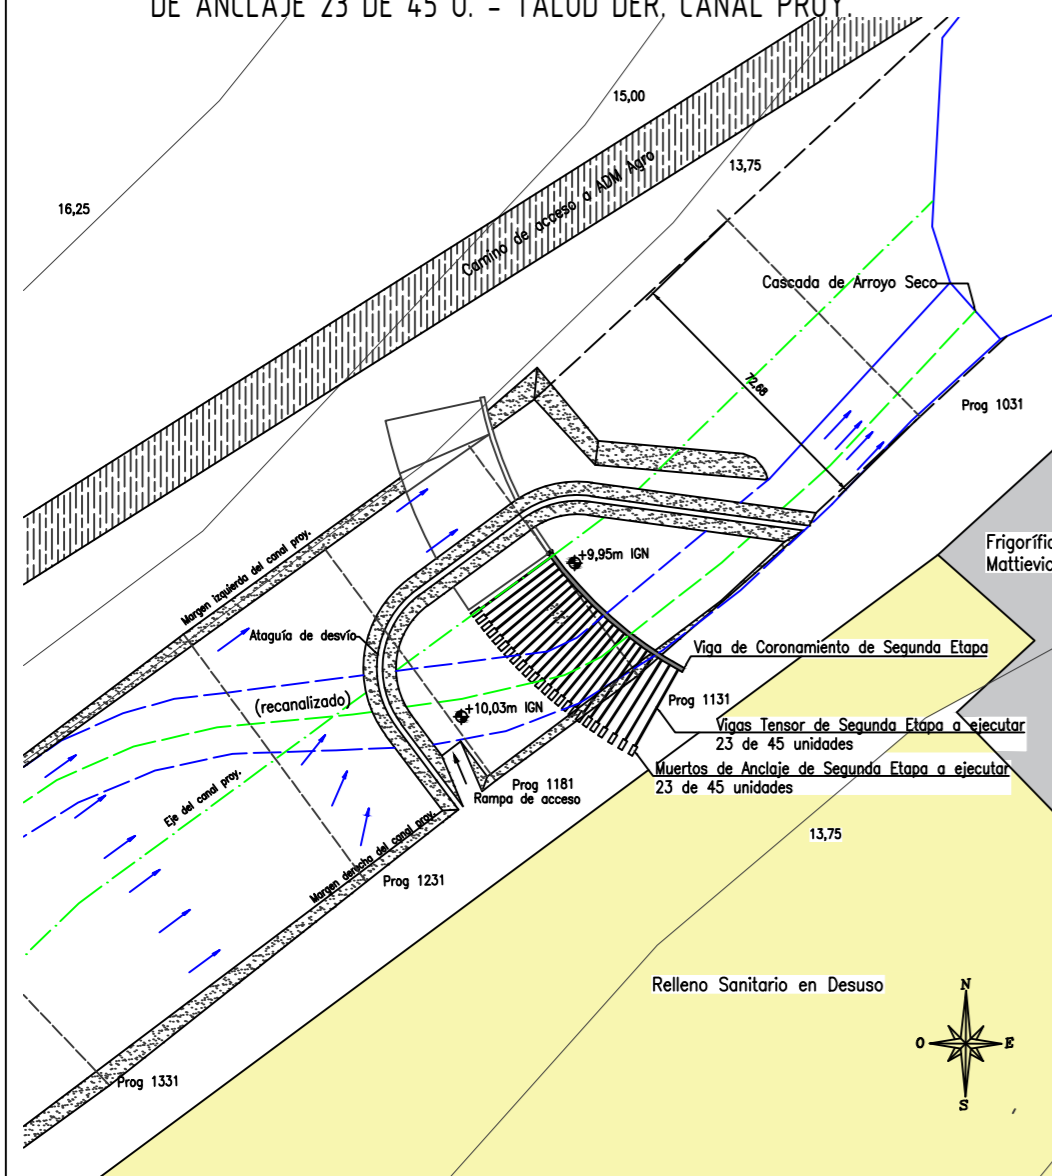 DE ANCLAJE 23 DE 45 U. - TALUD DER. CANAL PROY.
15,00
13,75
16,25
Camino de acceso a ADM Agro
Cascada de Arroyo Seco
72,68
Prog 1031
Margen izquierda del canal proy.
+9,95m IGN
Frigorífic
Mattievic
Ataguía de desvío
Viga de Coronamiento de Segunda Etapa
(recanalizado)
Prog 1131
+10,03m IGN
Vigas Tensor de Segunda Etapa a ejecutar
23 de 45 unidades
Muertos de Anclaje de Segunda Etapa a ejecutar
23 de 45 unidades
Prog 1181
Rampa de acceso
Eje del canal proy.
13,75
Margen derecha del canal proy.
Prog 1231
Relleno Sanitario en Desuso
N
O
E
S
Prog 1331